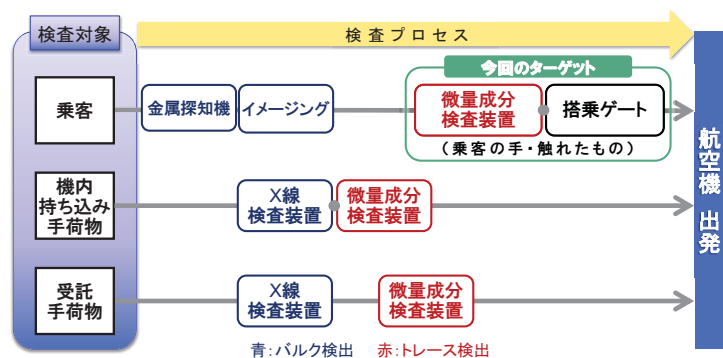 検査対象
検査プロセス
今回のターゲット
乗客
金属探知機
イメージング
微量成分
検査装置
搭乗ゲート
(乗客の手・触れたもの)
機内
持ち込み
手荷物
X線
検査装置
微量成分
検査装置
受託
手荷物
X線
検査装置
微量成分
検査装置
航空機 出発
青:バルク検出
赤:トレース検出